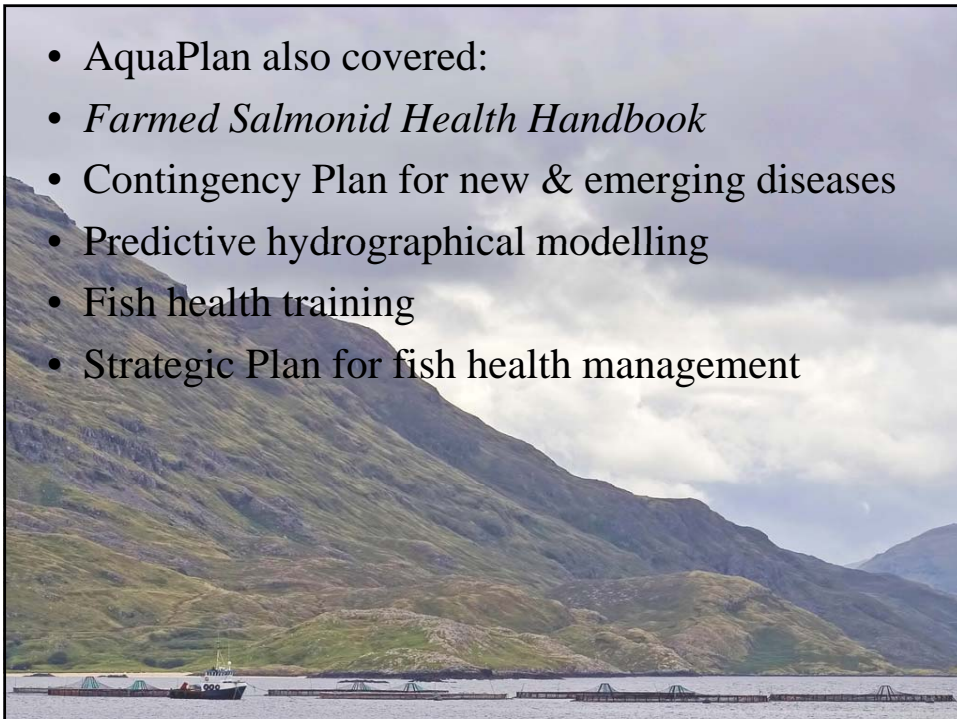 • AquaPlan also covered:
• Farmed Salmonid Health Handbook
• Contingency Plan for new & emerging diseases
• Predictive hydrographical modelling
• Fish health training
• Strategic Plan for fish health management